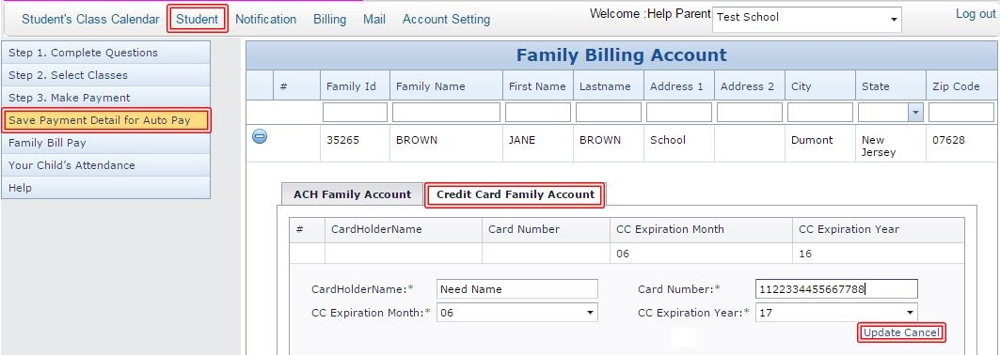 Student's Class Calendar Student Notification Billing Mail Account Setting Welcome :Help Parent Test School Log out
Step 1. Complete Questions
Step 2. Select Classes
Step 3. Make Payment
Save Payment Detail for Auto Pay
Family Bill Pay
Your Child's Attendance
Help
Family Billing Account
# Family Id Family Name First Name Lastname Address 1 Address 2 City State Zip Code
35265 BROWN JANE BROWN School Dumont New Jersey 07628
ACH Family Account Credit Card Family Account
# CardHolderName Card Number CC Expiration Month CC Expiration Year
06 16
CardHolderName:* Need Name Card Number:* 1122334455667788
CC Expiration Month:* 06 CC Expiration Year:* 17
Update Cancel